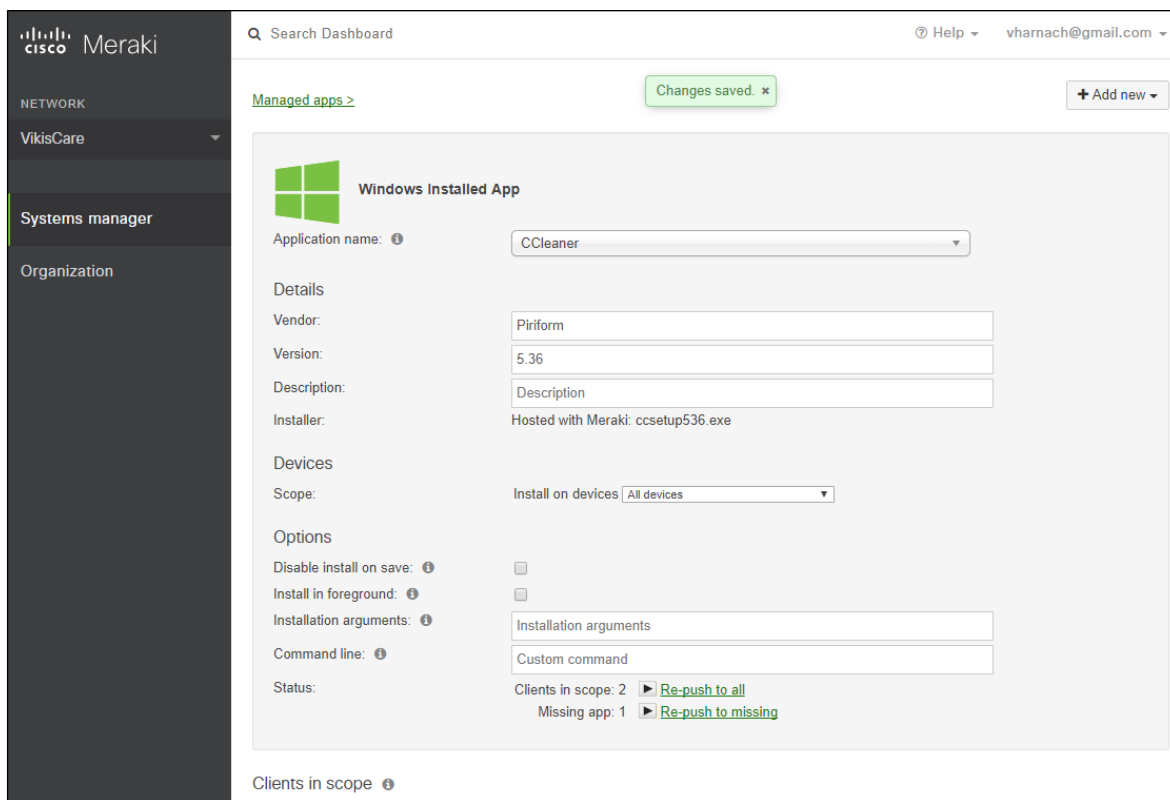 cisco Meraki
Search Dashboard
Help
vharnach@gmail.com
NETWORK
VikisCare
Systems manager
Organization
Managed apps >
Changes saved. ×
+ Add new
Windows Installed App
Application name:
CCleaner
Details
Vendor:
Piriform
Version:
5.36
Description:
Description
Installer:
Hosted with Meraki: ccsetup536.exe
Devices
Scope:
Install on devices All devices
Options
Disable install on save:
Install in foreground:
Installation arguments:
Installation arguments
Command line:
Custom command
Status:
Clients in scope: 2 Re-push to all
Missing app: 1 Re-push to missing
Clients in scope